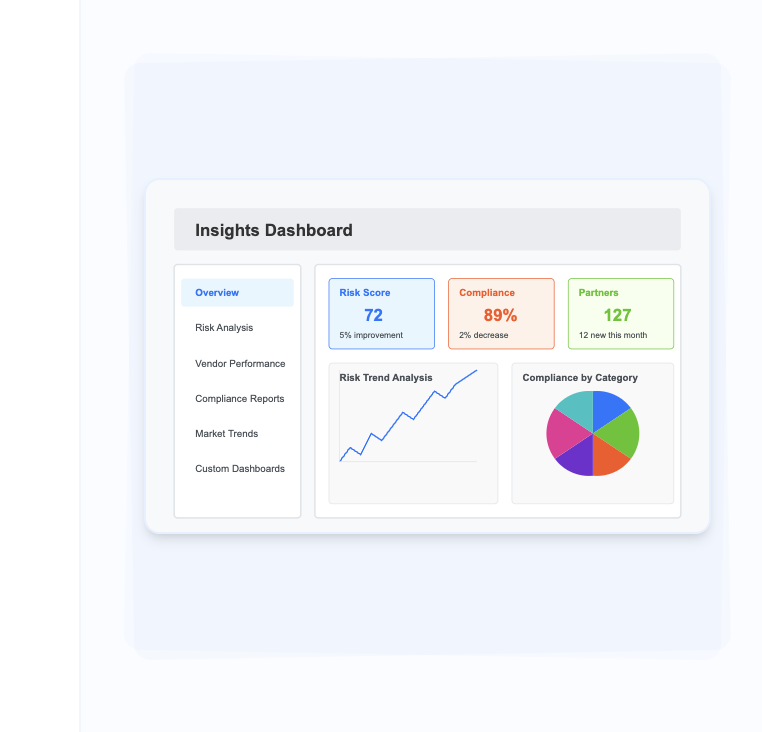 Insights Dashboard
Overview
Risk Analysis
Vendor Performance
Compliance Reports
Market Trends
Custom Dashboards
Risk Score
72
5% improvement
Compliance
89%
2% decrease
Partners
127
12 new this month
Risk Trend Analysis
Compliance by Category